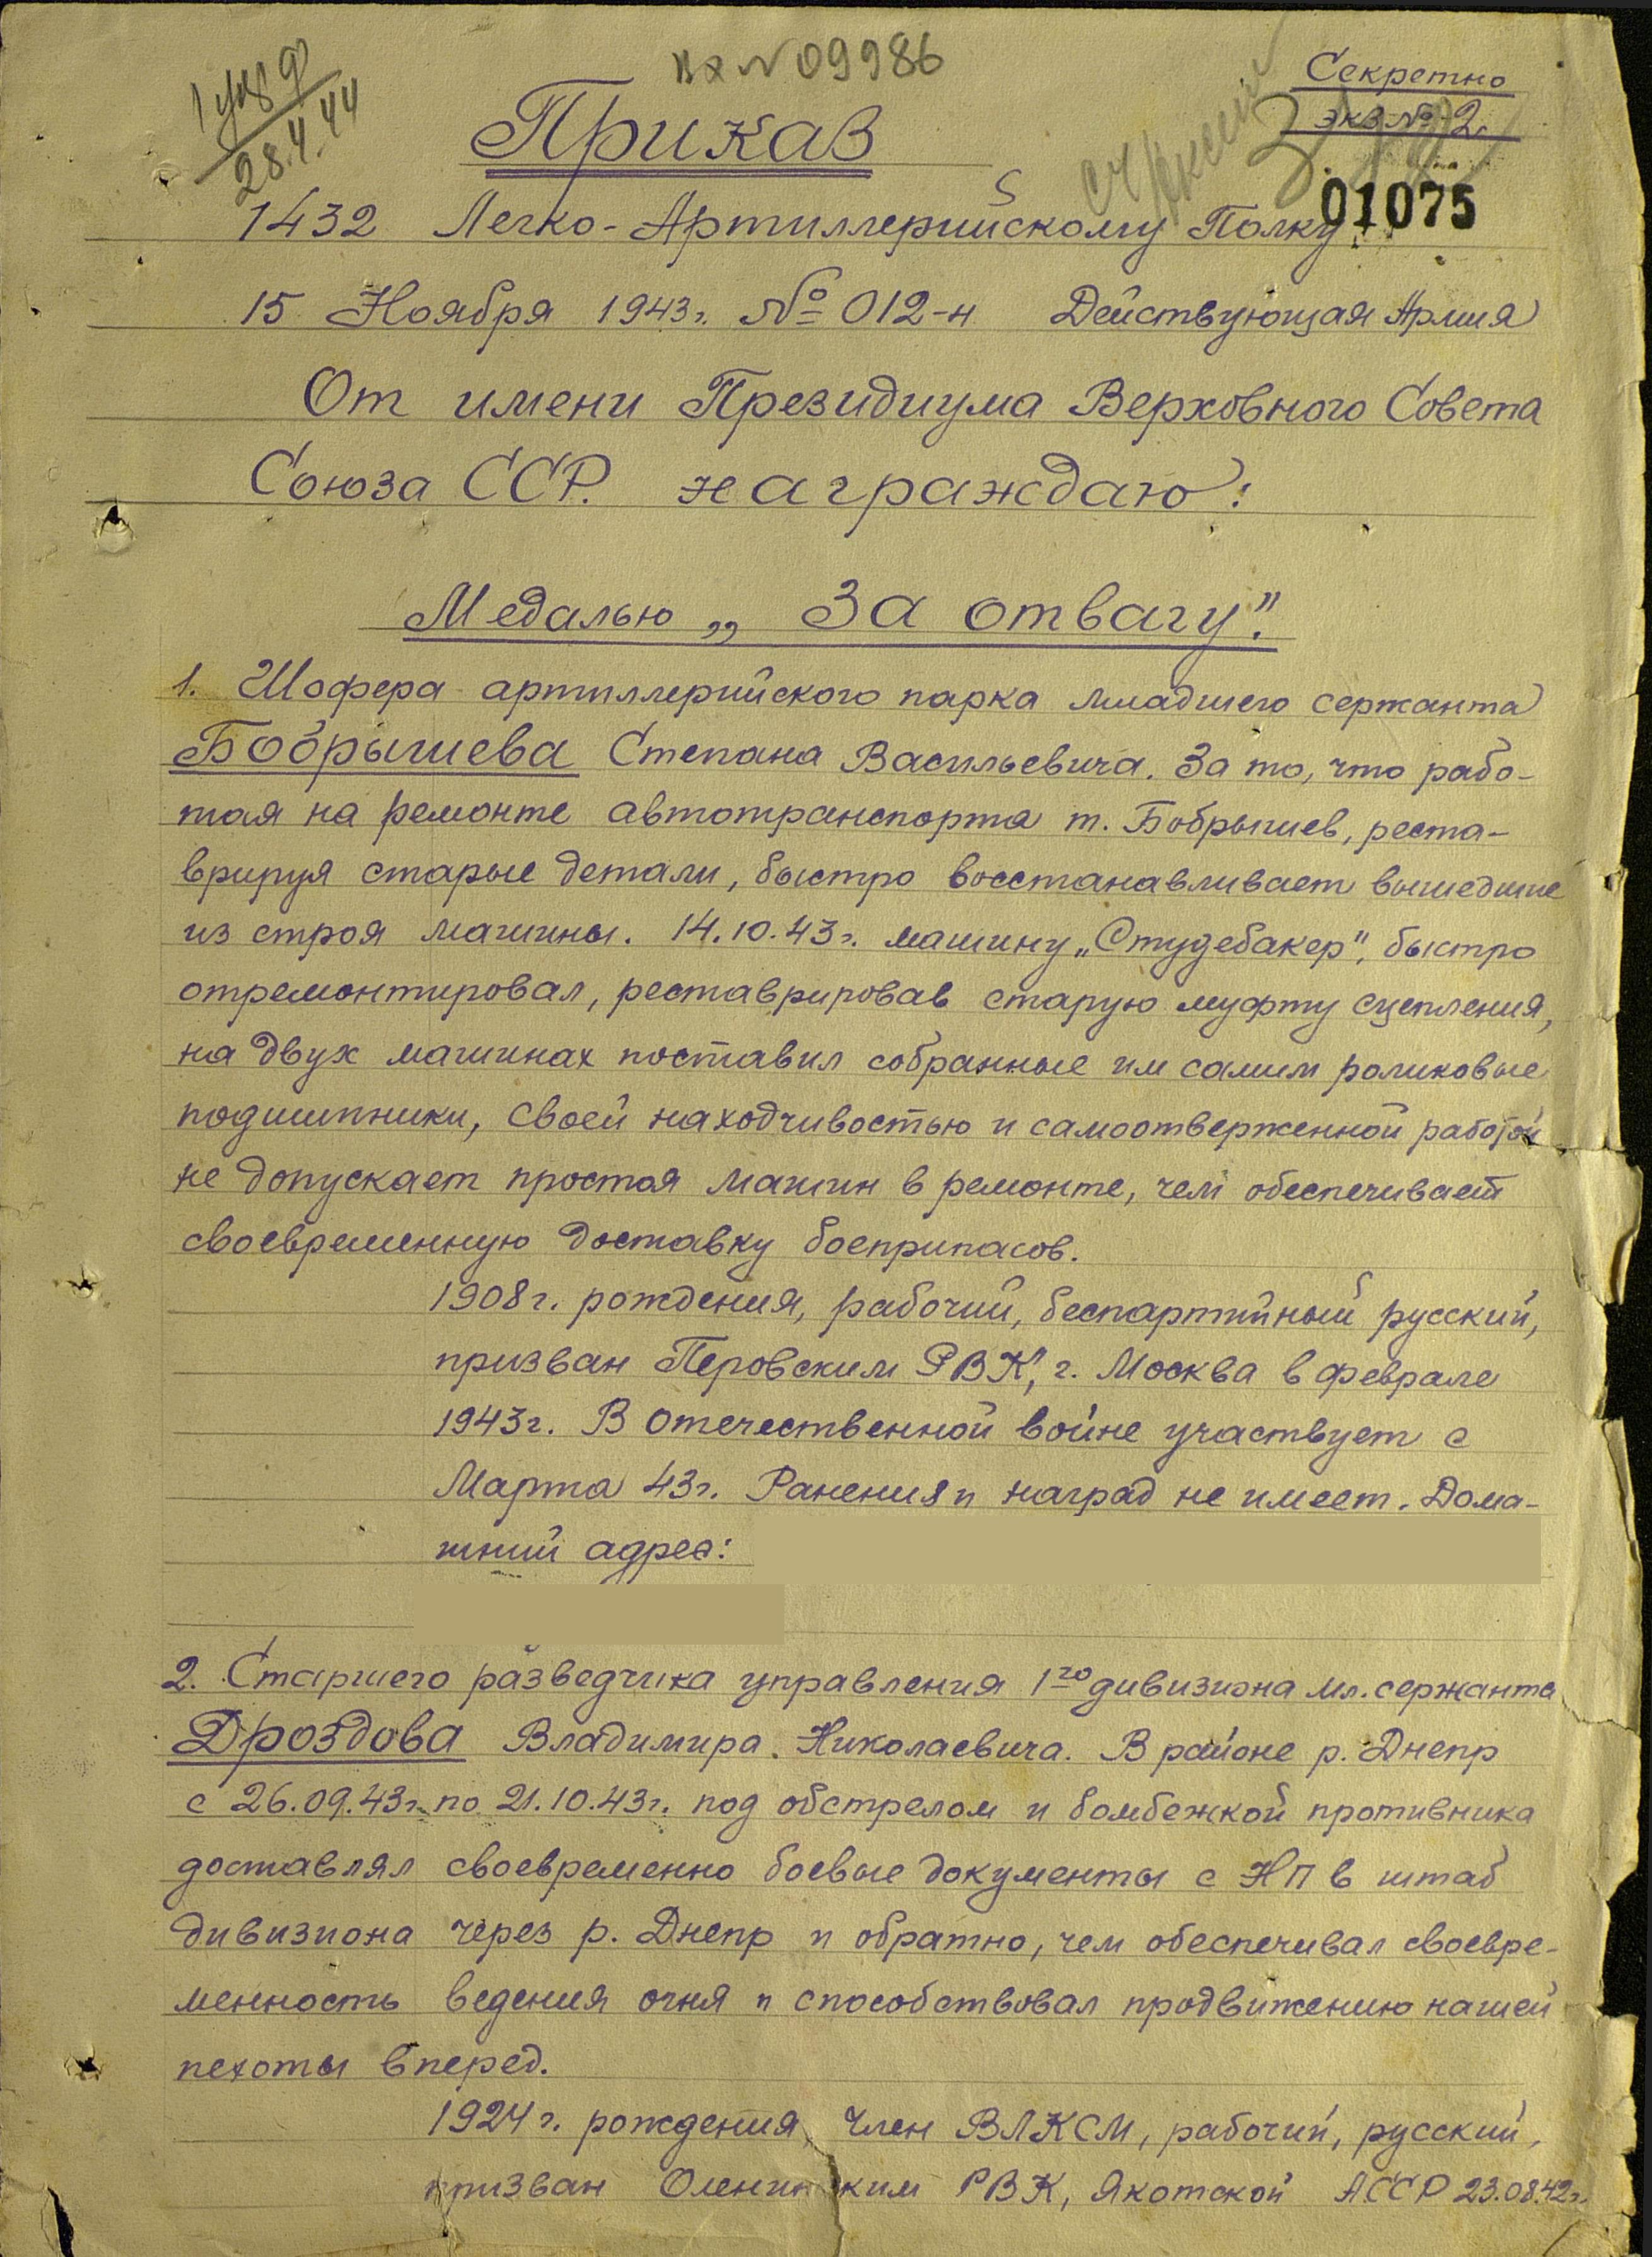 вх №09986
28.4.44
Секретно
экз №2.
Приказ
01075
1432 Легко-Артиллерийскому Полку
15 Ноября 1943г. № 012-н Действующая Армия
От имени Президиума Верховного Совета
Союза ССР. награждаю:
Медалью „За отвагу".
1. Шофера артиллерийского парка младшего сержанта
Бобрышева Степана Васильевича. За то, что рабо-
тая на ремонте автотранспорта т. Бобрышев, реста-
врируя старые детали, быстро восстанавливает вышедшие
из строя машины. 14.10.43г. машину „Студебакер", быстро
отремонтировал, реставрировав старую муфту сцепления,
на двух машинах поставил собранные им самим роликовые
подшипники, своей находчивостью и самоотверженной работой
не допускает простоя машин в ремонте, чем обеспечивает
своевременную доставку боеприпасов.
1908г. рождения, рабочий, беспартийный русский,
призван Перовским РВК, г. Москва в феврале
1943г. В Отечественной войне участвует с
Марта 43г. Ранения и наград не имеет. Дома-
шний адрес:
2. Старшего разведчика управления 1го дивизиона мл. сержанта
Дроздова Владимира Николаевича. В районе р. Днепр
с 26.09.43г. по 21.10.43г. под обстрелом и бомбежкой противника
доставлял своевременно боевые документы с НП в штаб
дивизиона через р. Днепр и обратно, чем обеспечивал своевре-
менность ведения огня и способствовал продвижению нашей
пехоты вперед.
1924г. рождения, член ВЛКСМ, рабочий, русский,
призван Оленинским РВК, Якотской АССР 23.08.42г.